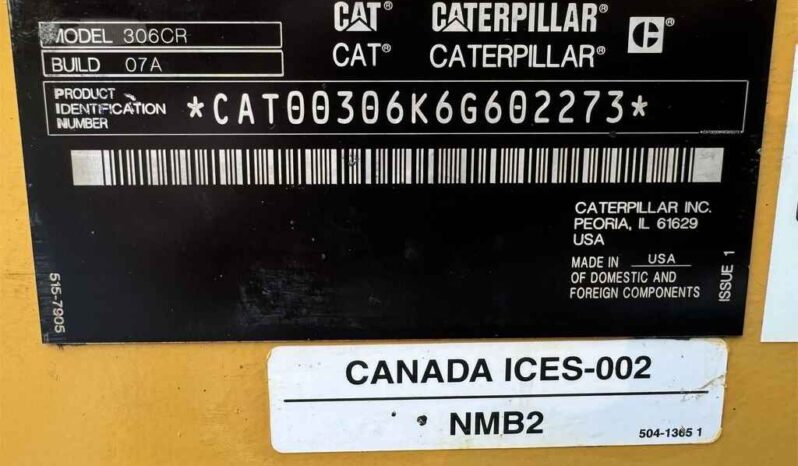 MODEL 306CR
BUILD 07A
CAT® CATERPILLAR®
CAT® CATERPILLAR®
PRODUCT
IDENTIFICATION
NUMBER
*CAT00306K6G602273*
CATERPILLAR INC.
PEORIA, IL 61629
USA
MADE IN USA
OF DOMESTIC AND
FOREIGN COMPONENTS
ISSUE 1
515-7905
CANADA ICES-002
NMB2
504-1365 1